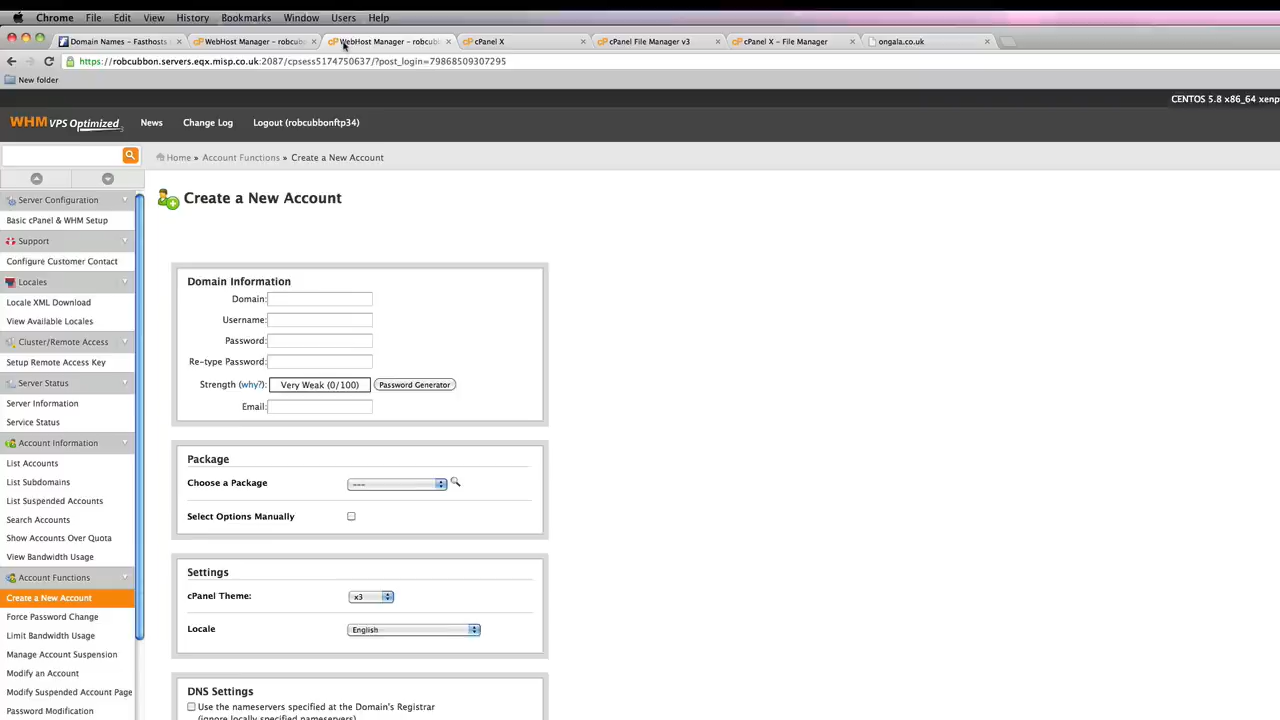 Chrome File Edit View History Bookmarks Window Users Help
Domain Names – Fasthosts
WebHost Manager – robcubb
WebHost Manager – robcubb
cPanel X
cPanel File Manager v3
cPanel X – File Manager
ongala.co.uk
https://robcubbon.servers.eqx.misp.co.uk:2087/cpsess5174750637/?post_login=79868509307295
New folder
CENTOS 5.8 x86_64 xenp
WHM VPS Optimized
News
Change Log
Logout (robcubbonftp34)
Home » Account Functions » Create a New Account
Server Configuration
Basic cPanel & WHM Setup
Support
Configure Customer Contact
Locales
Locale XML Download
View Available Locales
Cluster/Remote Access
Setup Remote Access Key
Server Status
Server Information
Service Status
Account Information
List Accounts
List Subdomains
List Suspended Accounts
Search Accounts
Show Accounts Over Quota
View Bandwidth Usage
Account Functions
Create a New Account
Force Password Change
Limit Bandwidth Usage
Manage Account Suspension
Modify an Account
Modify Suspended Account Page
Password Modification
Create a New Account
Domain Information
Domain:
Username:
Password:
Re-type Password:
Strength (why?): Very Weak (0/100) Password Generator
Email:
Package
Choose a Package ---
Select Options Manually
Settings
cPanel Theme: x3
Locale English
DNS Settings
Use the nameservers specified at the Domain's Registrar
(ignore locally specified nameservers)